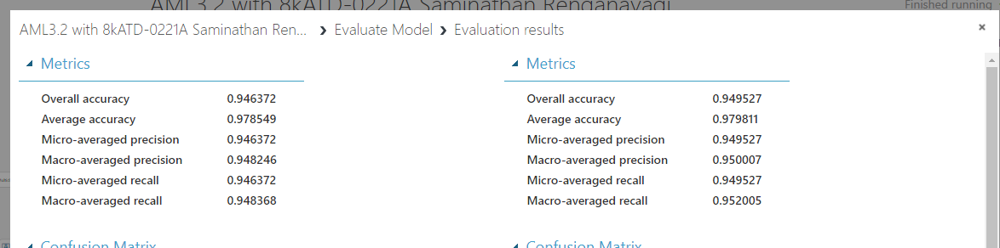 AML3.2 with 8kATD-0221A Saminathan Renganayagi
Finished running
AML3.2 with 8kATD-0221A Saminathan Ren... > Evaluate Model > Evaluation results ×
Metrics
Overall accuracy 0.946372
Average accuracy 0.978549
Micro-averaged precision 0.946372
Macro-averaged precision 0.948246
Micro-averaged recall 0.946372
Macro-averaged recall 0.948368
Confusion Matrix
Metrics
Overall accuracy 0.949527
Average accuracy 0.979811
Micro-averaged precision 0.949527
Macro-averaged precision 0.950007
Micro-averaged recall 0.949527
Macro-averaged recall 0.952005
Confusion Matrix